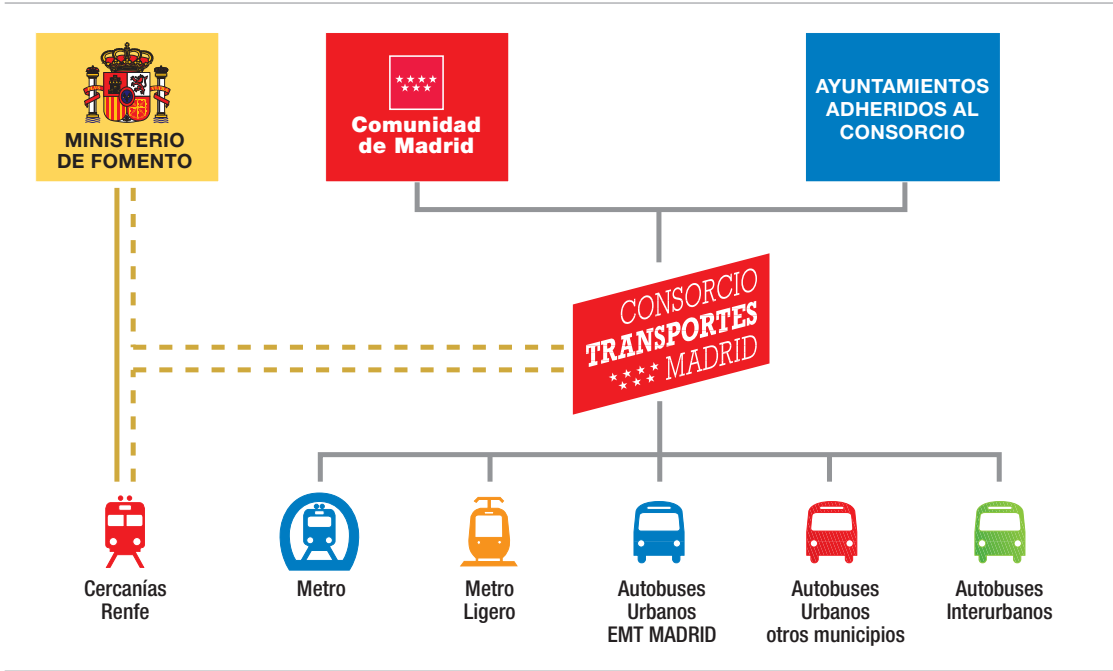 MINISTERIO
DE FOMENTO
Comunidad
de Madrid
AYUNTAMIENTOS
ADHERIDOS AL
CONSORCIO
CONSORCIO
TRANSPORTES
MADRID
Cercanías
Renfe
Metro
Metro
Ligero
Autobuses
Urbanos
EMT MADRID
Autobuses
Urbanos
otros municipios
Autobuses
Interurbanos